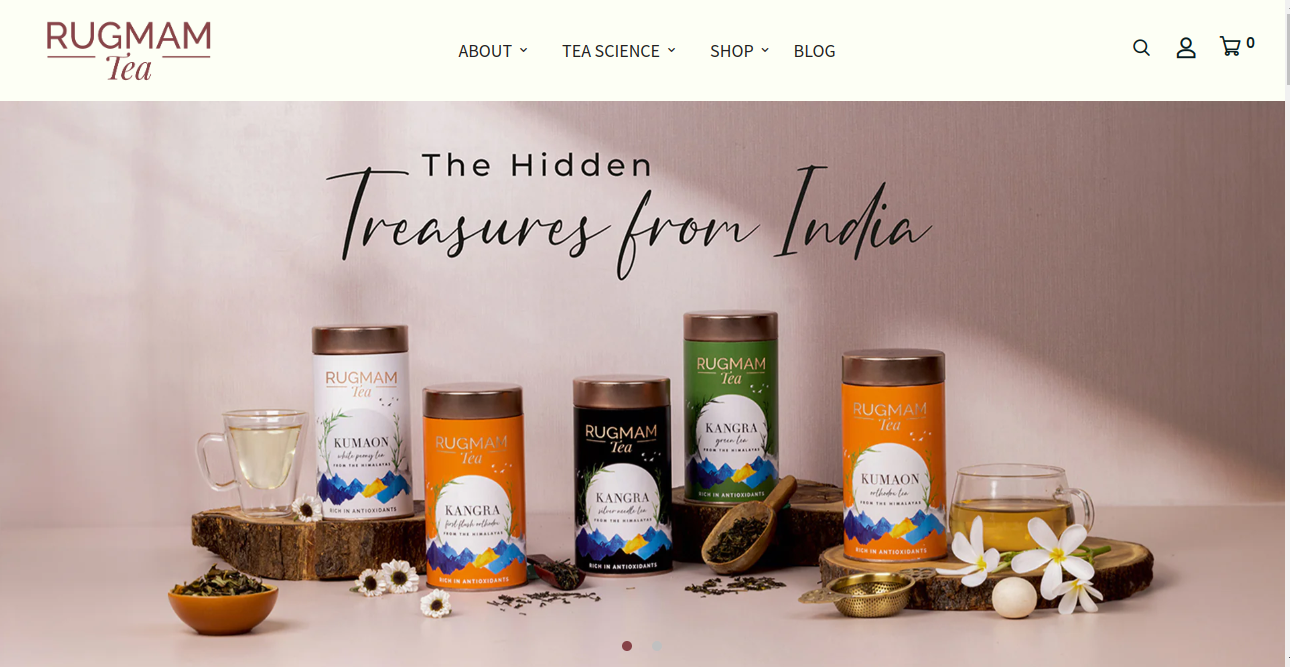 RUGMAM
Tea
ABOUT
TEA SCIENCE
SHOP
BLOG
0
The Hidden
Treasures from India
RUGMAM
Tea
KUMAON
white peony tea
FROM THE HIMALAYAS
RICH IN ANTIOXIDANTS
RUGMAM
Tea
KANGRA
first flush orthodox
FROM THE HIMALAYAS
RICH IN ANTIOXIDANTS
RUGMAM
Tea
KANGRA
silver needle tea
FROM THE HIMALAYAS
RICH IN ANTIOXIDANTS
RUGMAM
Tea
KANGRA
green tea
FROM THE HIMALAYAS
RICH IN ANTIOXIDANTS
RUGMAM
Tea
KUMAON
orthodox tea
FROM THE HIMALAYAS
RICH IN ANTIOXIDANTS